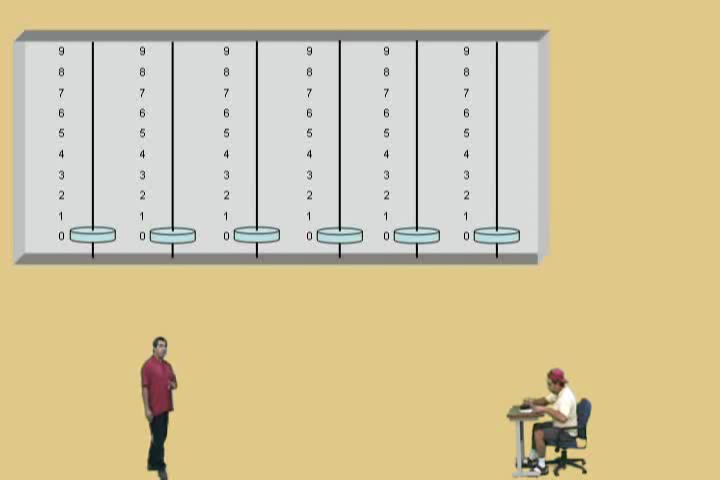 9 9 9 9 9 9
8 8 8 8 8 8
7 7 7 7 7 7
6 6 6 6 6 6
5 5 5 5 5 5
4 4 4 4 4 4
3 3 3 3 3 3
2 2 2 2 2 2
1 1 1 1 1 1
0 0 0 0 0 0